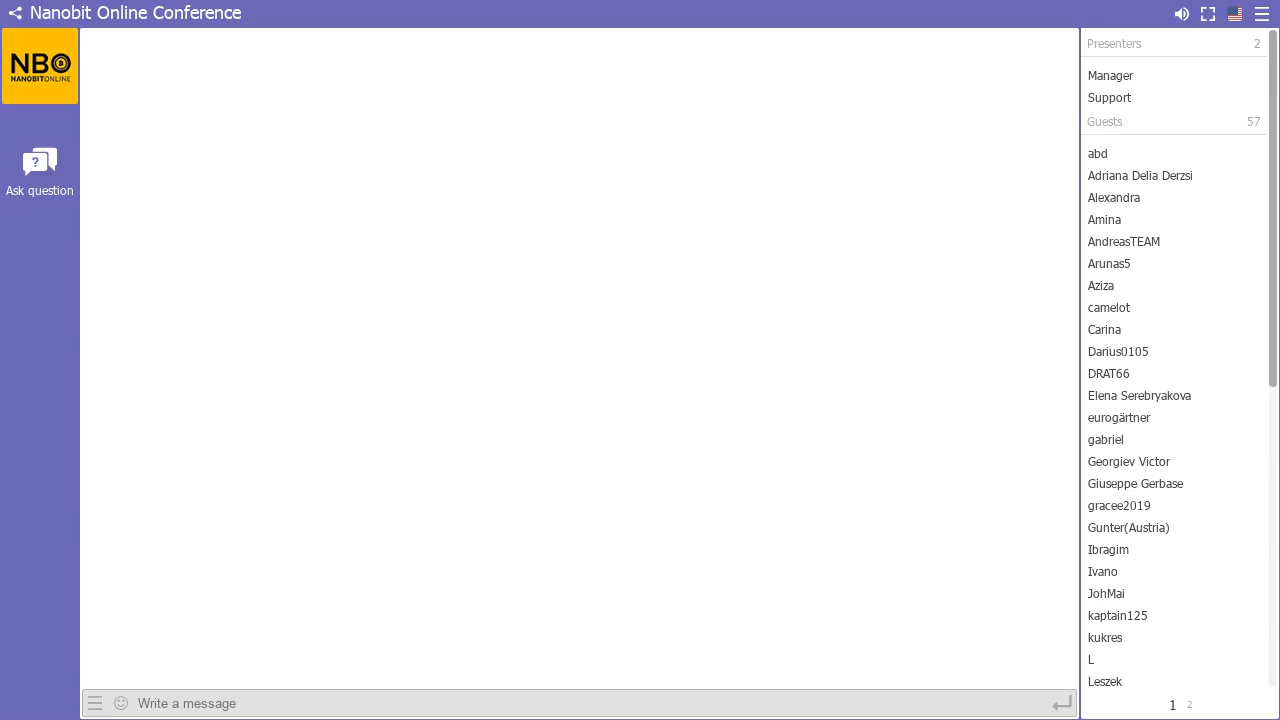 Nanobit Online Conference
NBO
NANOBITONLINE
?
Ask question
Write a message
Presenters 2
Manager
Support
Guests 57
abd
Adriana Delia Derzsi
Alexandra
Amina
AndreasTEAM
Arunas5
Aziza
camelot
Carina
Darius0105
DRAT66
Elena Serebryakova
eurogärtner
gabriel
Georgiev Victor
Giuseppe Gerbase
gracee2019
Gunter(Austria)
Ibragim
Ivano
JohMai
kaptain125
kukres
L
Leszek
1 2